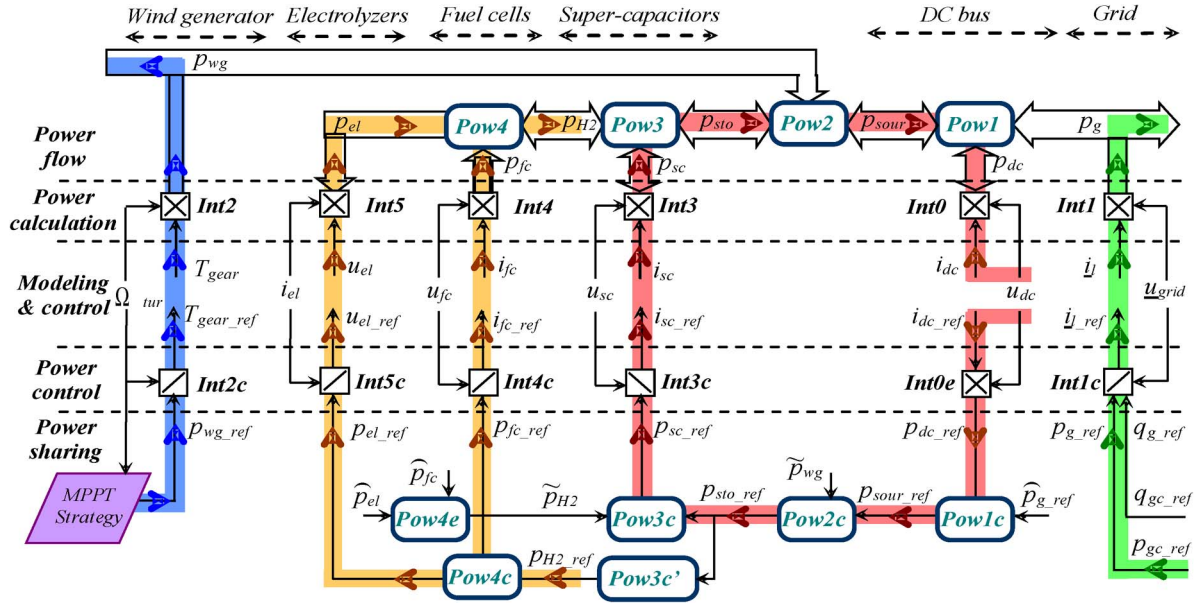 Wind generator Electrolyzers Fuel cells Super-capacitors DC bus Grid
p_wg
Pow4 Pow3 Pow2 Pow1
p_el p_H2 p_sto p_sour p_g
Power
flow
p_fc p_sc p_dc
Power
calculation
Int2 Int5 Int4 Int3 Int0 Int1
Modeling
& control
T_gear u_el i_fc i_sc i_dc i_l
Ω_tur i_el u_fc u_sc u_dc u_grid
T_gear_ref u_el_ref i_fc_ref i_sc_ref i_dc_ref i_l_ref
Power
control
Int2c Int5c Int4c Int3c Int0e Int1c
Power
sharing
p_wg_ref p_el_ref p_fc_ref p_sc_ref p_dc_ref p_g_ref q_g_ref
MPPT
Strategy
p̂_el p̂_fc p̃_H2 p_sto_ref p̃_wg p_sour_ref p̂_g_ref q_gc_ref
Pow4e Pow3c Pow2c Pow1c
p_H2_ref p_gc_ref
Pow4c Pow3c’